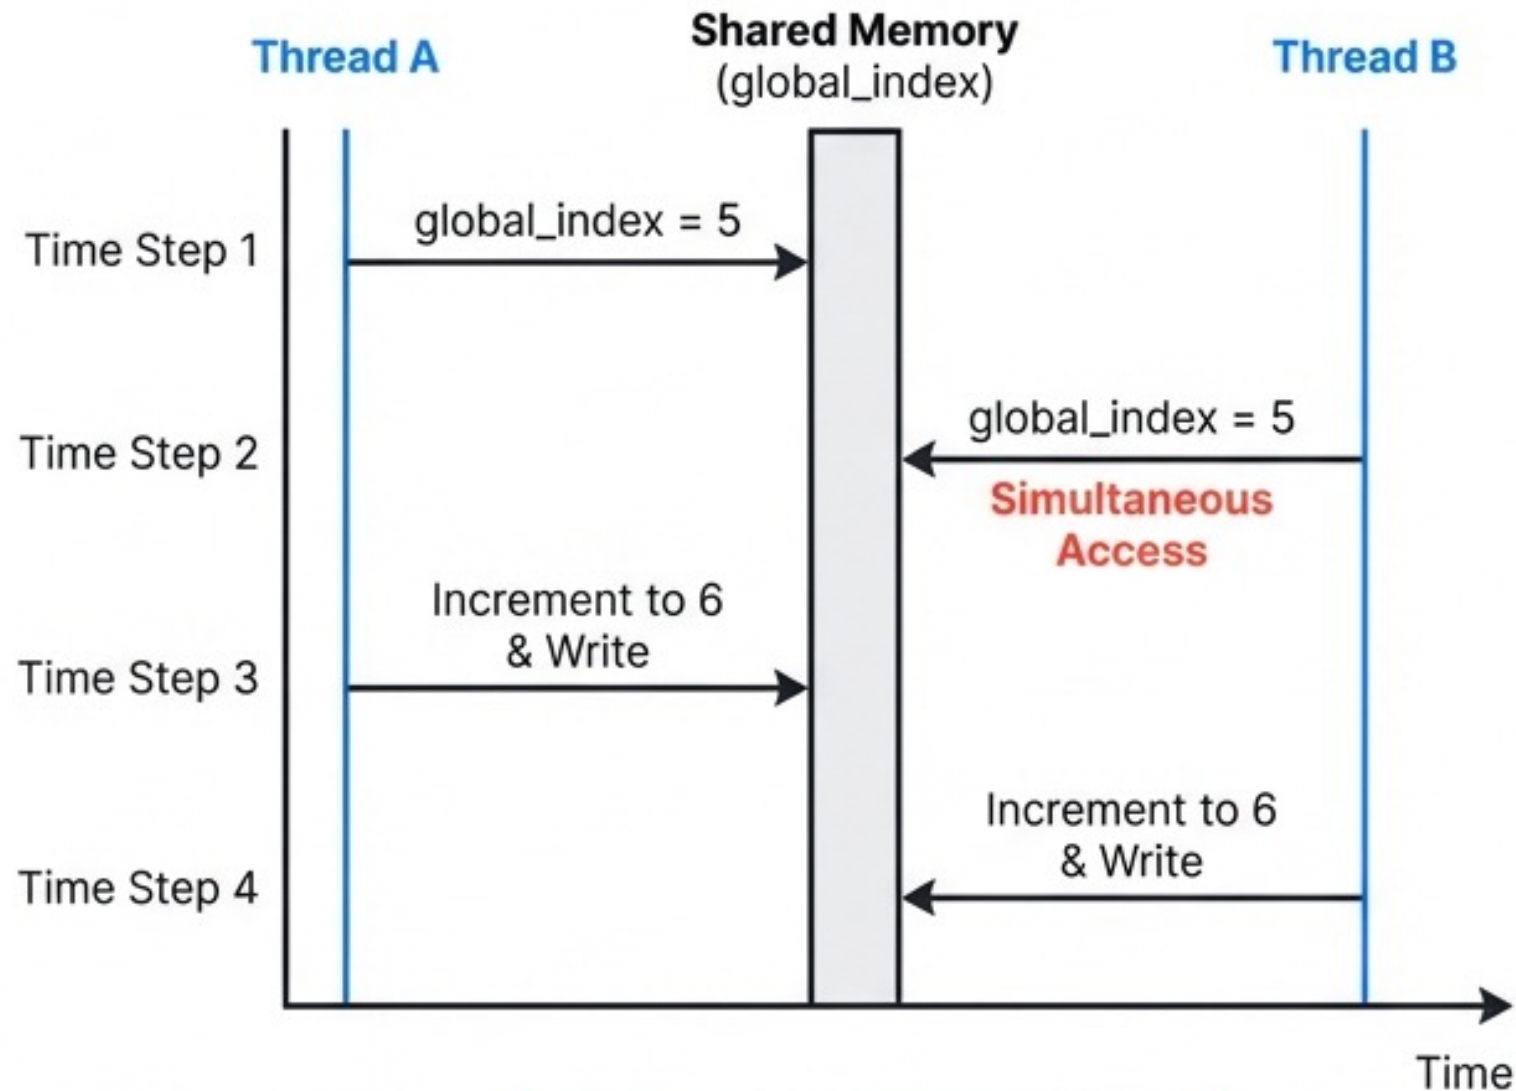 Thread A
Shared Memory
(global_index)
Thread B
Time Step 1
global_index = 5
Time Step 2
global_index = 5
Simultaneous
Access
Time Step 3
Increment to 6
& Write
Time Step 4
Increment to 6
& Write
Time